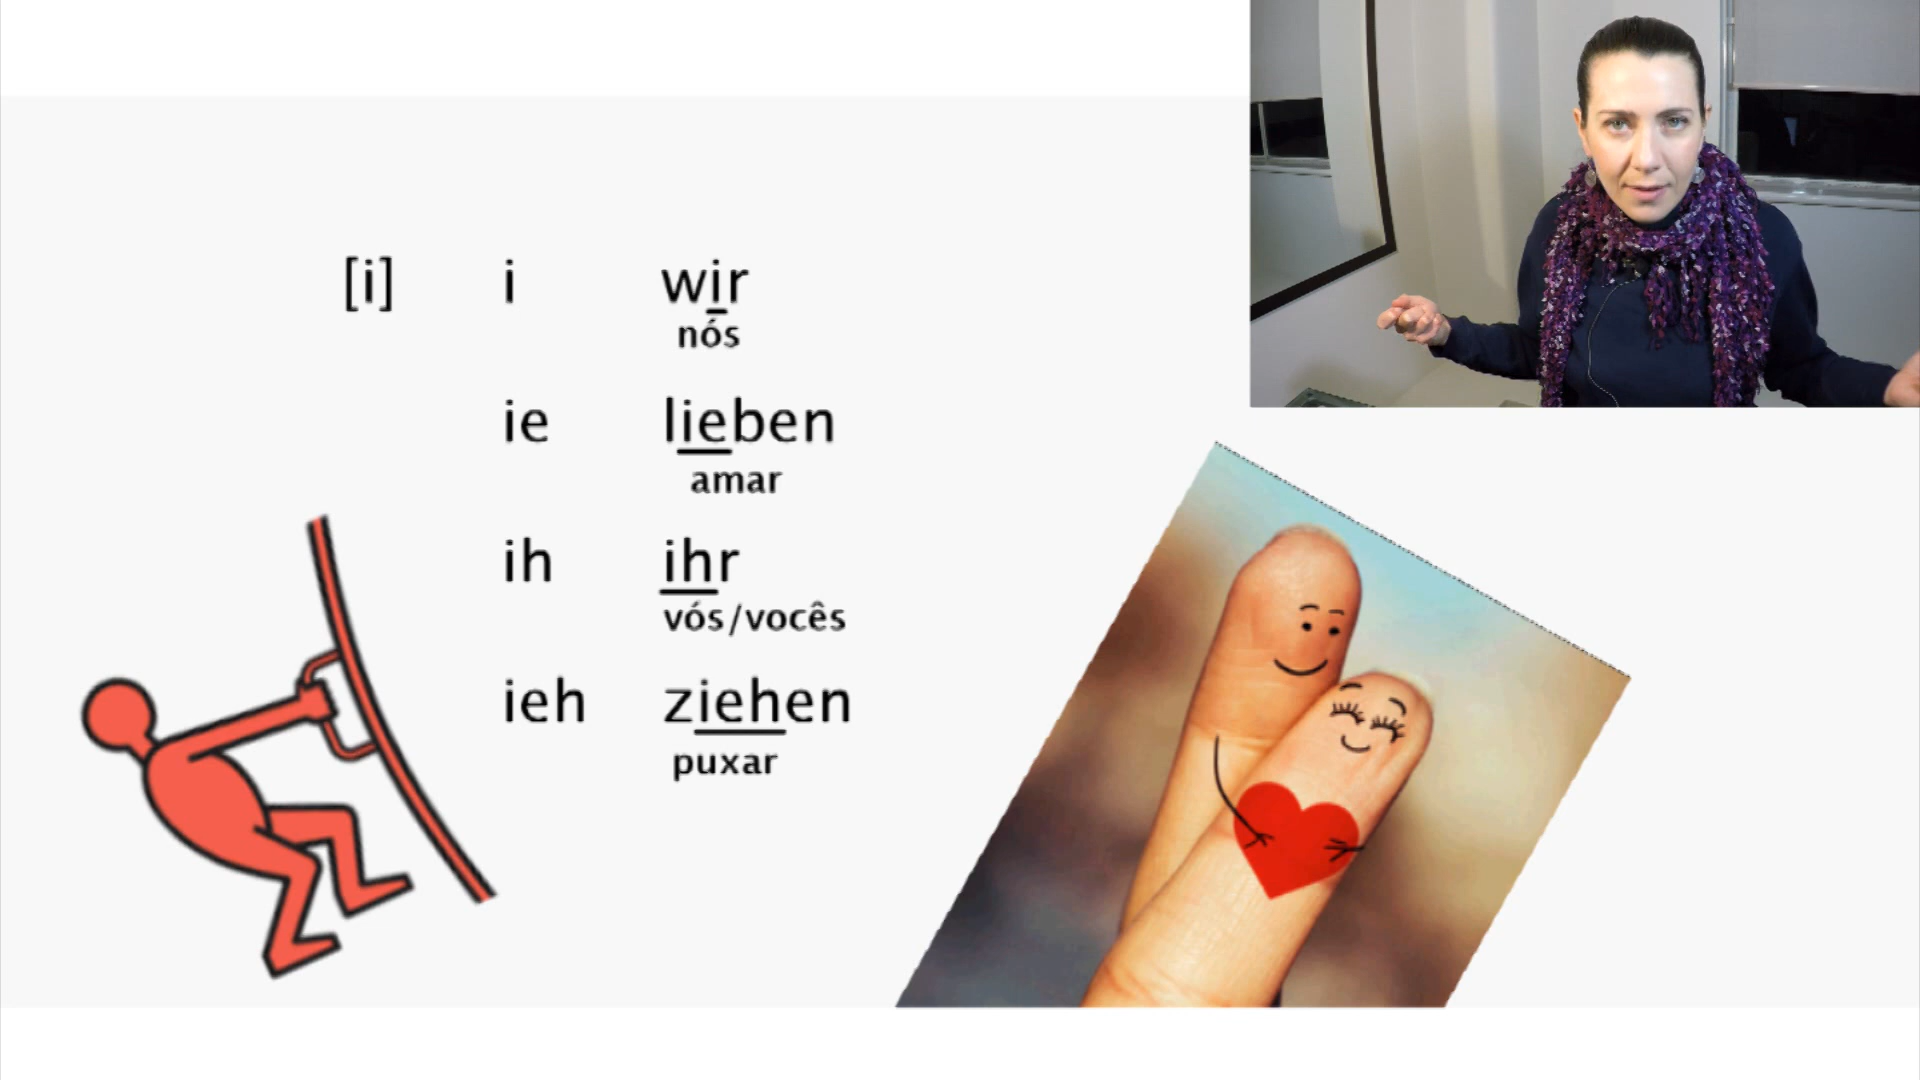 [i] i wir
nós
ie lieben
amar
ih ihr
vós/vocês
ieh ziehen
puxar